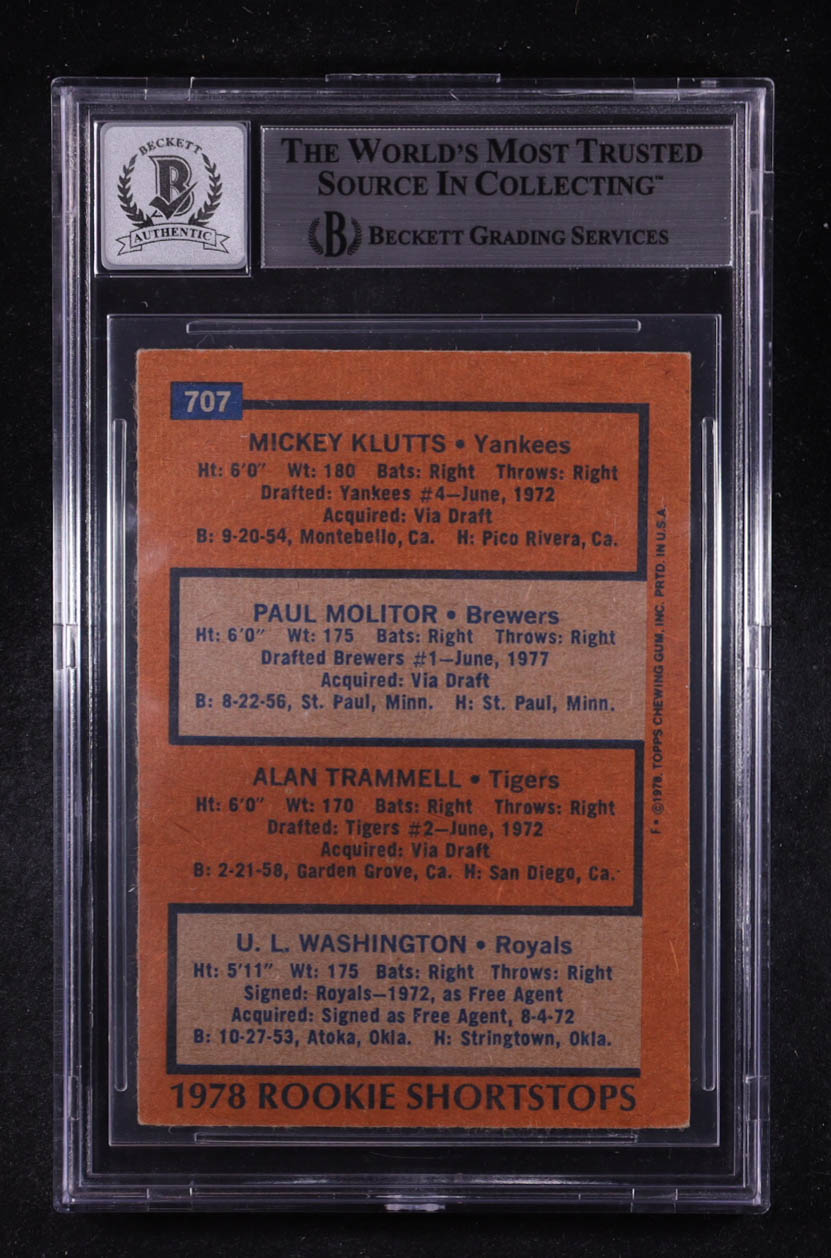 BECKETT
B
AUTHENTIC
THE WORLD'S MOST TRUSTED
SOURCE IN COLLECTING™
B BECKETT GRADING SERVICES
707
MICKEY KLUTTS • Yankees
Ht: 6'0" Wt: 180 Bats: Right Throws: Right
Drafted: Yankees #4—June, 1972
Acquired: Via Draft
B: 9-20-54, Montebello, Ca. H: Pico Rivera, Ca.
PAUL MOLITOR • Brewers
Ht: 6'0" Wt: 175 Bats: Right Throws: Right
Drafted Brewers #1—June, 1977
Acquired: Via Draft
B: 8-22-56, St. Paul, Minn. H: St. Paul, Minn.
ALAN TRAMMELL • Tigers
Ht: 6'0" Wt: 170 Bats: Right Throws: Right
Drafted: Tigers #2—June, 1972
Acquired: Via Draft
B: 2-21-58, Garden Grove, Ca. H: San Diego, Ca.
U. L. WASHINGTON • Royals
Ht: 5'11" Wt: 175 Bats: Right Throws: Right
Signed: Royals—1972, as Free Agent
Acquired: Signed as Free Agent, 8-4-72
B: 10-27-53, Atoka, Okla. H: Stringtown, Okla.
1978 ROOKIE SHORTSTOPS
F• ©1978. TOPPS CHEWING GUM, INC. PRTD. IN U.S.A.